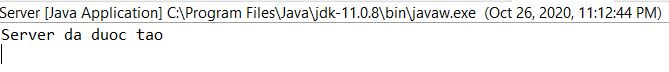 Server [Java Application] C:\Program Files\Java\jdk-11.0.8\bin\javaw.exe (Oct 26, 2020, 11:12:44 PM)
Server da duoc tao